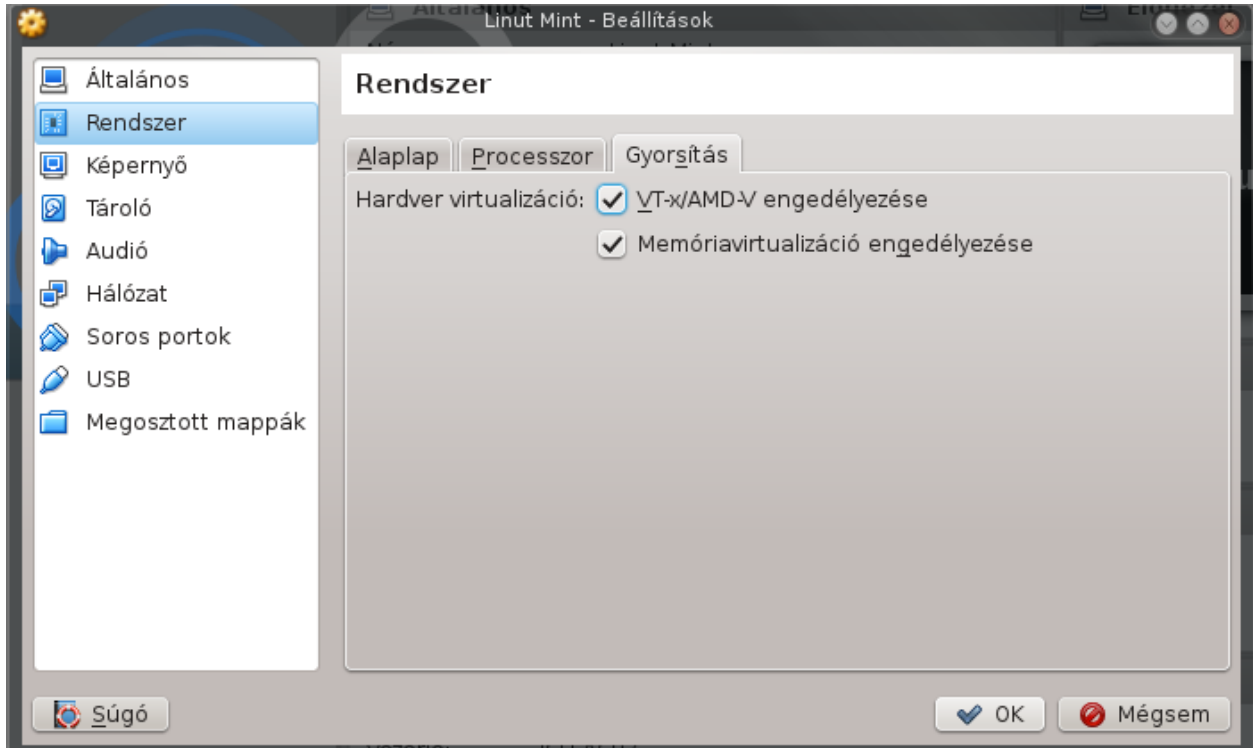 Linut Mint - Beállítások
Általános
Rendszer
Képernyő
Tároló
Audió
Hálózat
Soros portok
USB
Megosztott mappák
Rendszer
Alaplap Processzor Gyorsítás
Hardver virtualizáció: VT-x/AMD-V engedélyezése
Memóriavirtualizáció engedélyezése
Súgó OK Mégsem